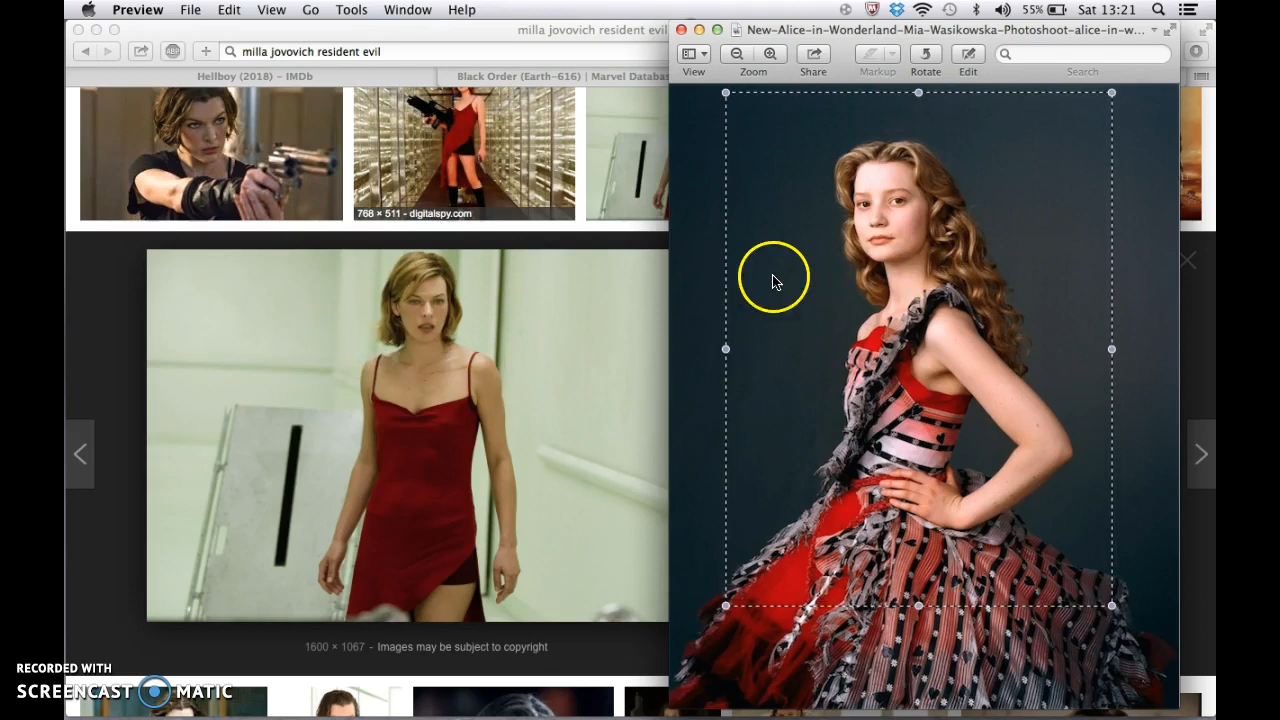 Preview File Edit View Go Tools Window Help 55% Sat 13:21
milla jovovich resident evil
New-Alice-in-Wonderland-Mia-Wasikowska-Photoshoot-alice-in-w...
ABP
milla jovovich resident evil
View Zoom Share Markup Rotate Edit Search
Hellboy (2018) – IMDb
Black Order (Earth-616) | Marvel Databas
768 × 511 - digitalspy.com
1600 × 1067 - Images may be subject to copyright
RECORDED WITH
SCREENCAST MATIC